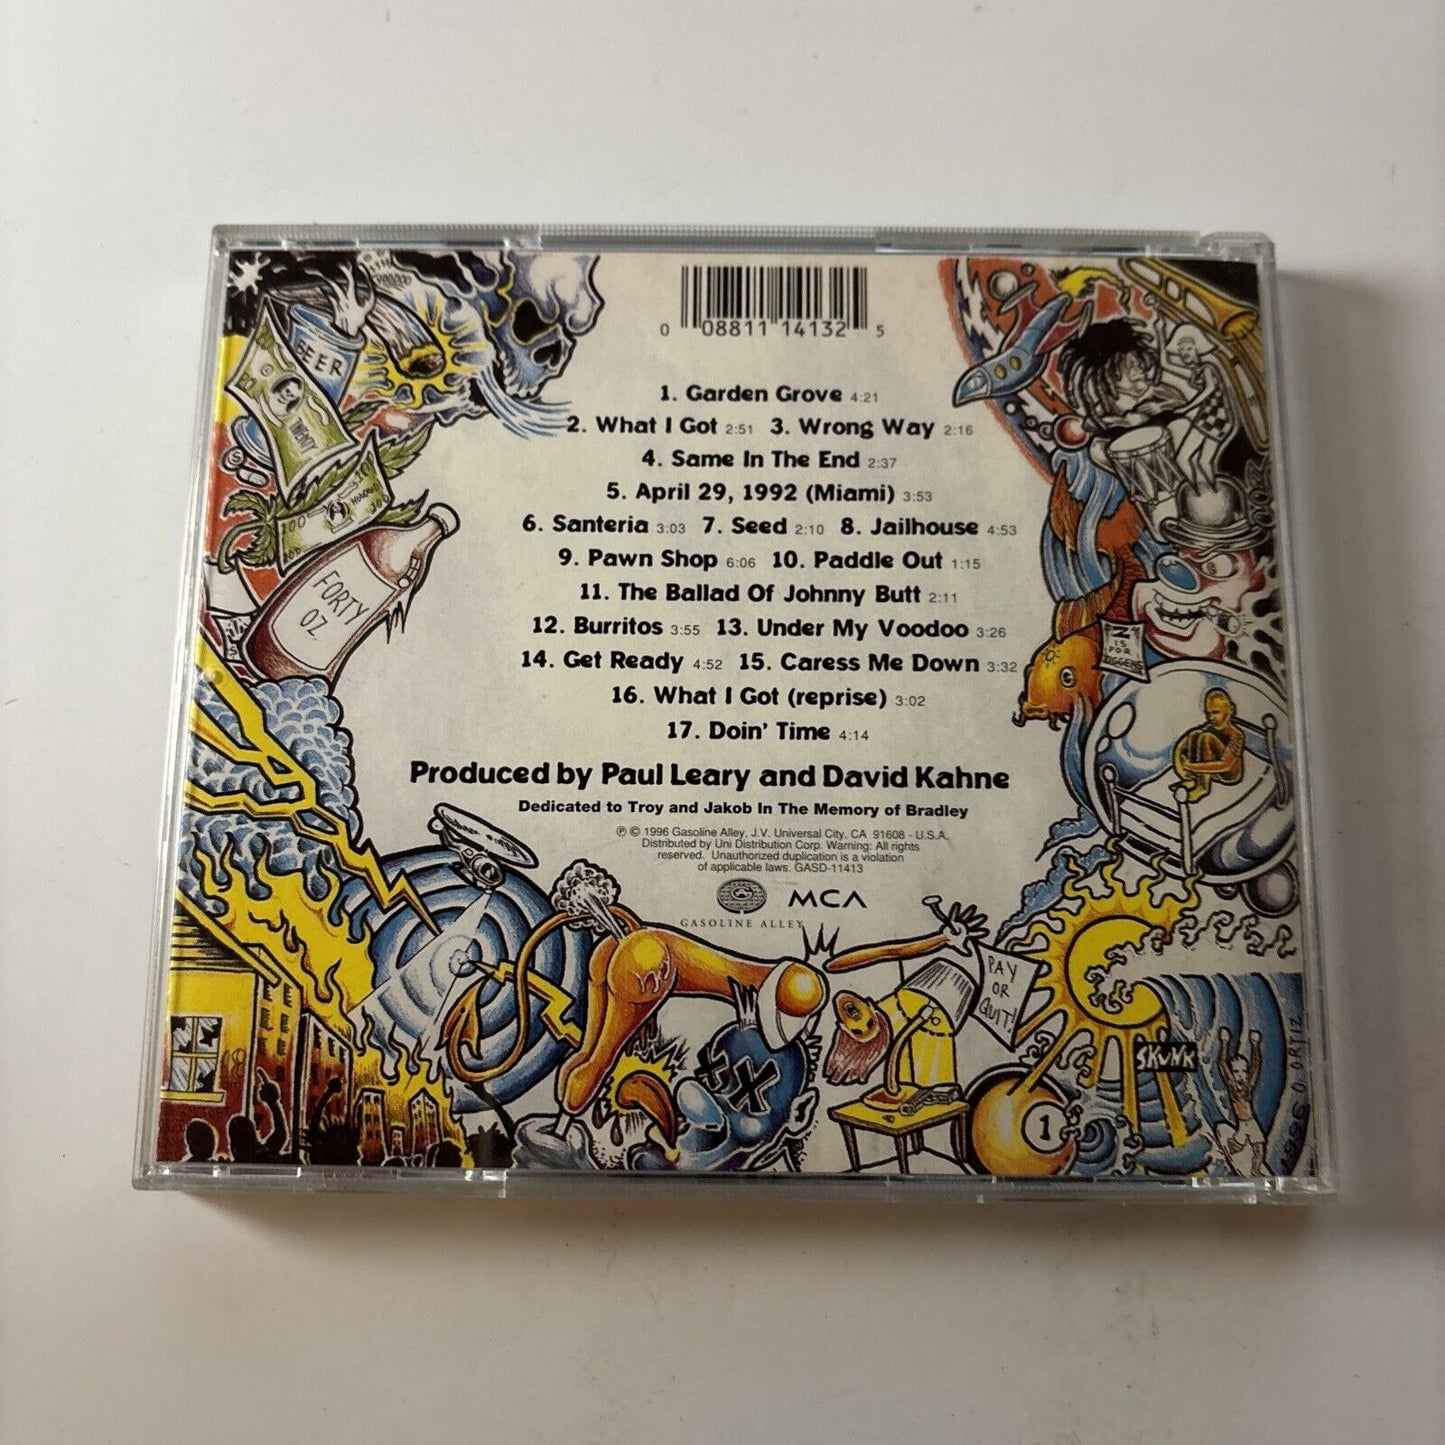 0 08811 14132 5
1. Garden Grove 4:21
2. What I Got 2:51 3. Wrong Way 2:16
4. Same In The End 2:37
5. April 29, 1992 (Miami) 3:53
6. Santeria 3:03 7. Seed 2:10 8. Jailhouse 4:53
9. Pawn Shop 6:06 10. Paddle Out 1:15
11. The Ballad Of Johnny Butt 2:11
12. Burritos 3:55 13. Under My Voodoo 3:26
14. Get Ready 4:52 15. Caress Me Down 3:32
16. What I Got (reprise) 3:02
17. Doin' Time 4:14
Produced by Paul Leary and David Kahne
Dedicated to Troy and Jakob In The Memory of Bradley
℗ © 1996 Gasoline Alley, J.V. Universal City, CA 91608 - U.S.A.
Distributed by Uni Distribution Corp. Warning: All rights
reserved. Unauthorized duplication is a violation
of applicable laws. GASD-11413
MCA
GASOLINE ALLEY
BEER
TWENTY
100
FORTY
OZ
Z
IS
FOR
ZIGGENS
PAY
OR
QUIT!
SKUNK
1
O. ORTIZ